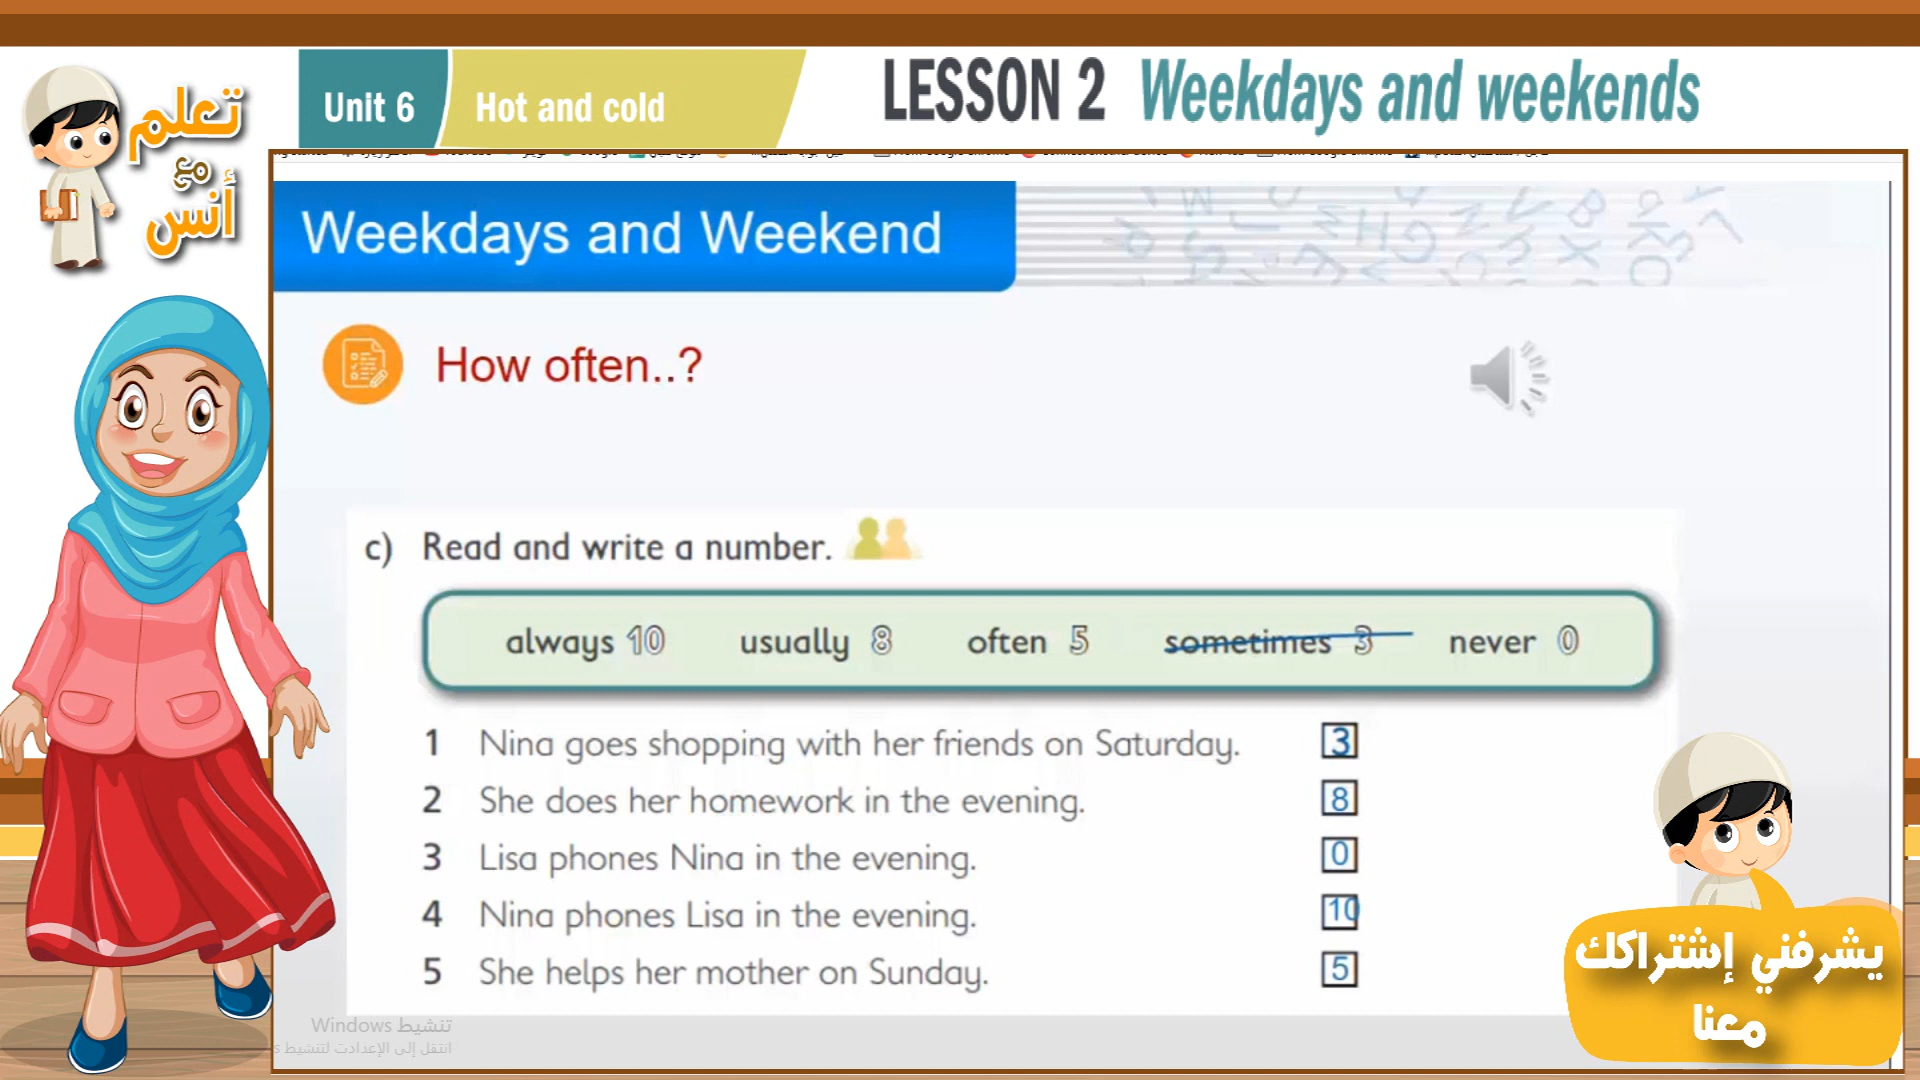 تعلم
مع
أنس
Unit 6 Hot and cold
LESSON 2 Weekdays and weekends
Weekdays and Weekend
How often..?
c) Read and write a number.
always 10 usually 8 often 5 sometimes 3 never 0
1 Nina goes shopping with her friends on Saturday. 3
2 She does her homework in the evening. 8
3 Lisa phones Nina in the evening. 0
4 Nina phones Lisa in the evening. 10
5 She helps her mother on Sunday. 5
تنشيط Windows
انتقل إلى الإعدادت لتنشيط s
يشرفني إشتراكك
معنا